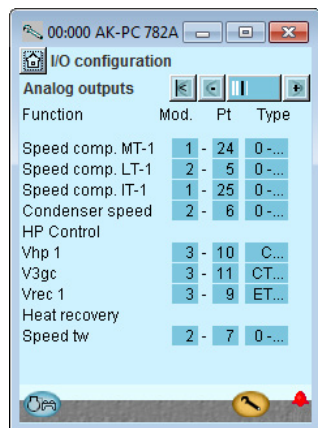 00:000 AK-PC 782A
I/O configuration
Analog outputs
Function Mod. Pt Type
Speed comp. MT-1 1 - 24 0 -...
Speed comp. LT-1 2 - 5 0 -...
Speed comp. IT-1 1 - 25 0 -...
Condenser speed 2 - 6 0 -...
HP Control
Vhp 1 3 - 10 C...
V3gc 3 - 11 CT...
Vrec 1 3 - 9 ET...
Heat recovery
Speed tw 2 - 7 0 -...